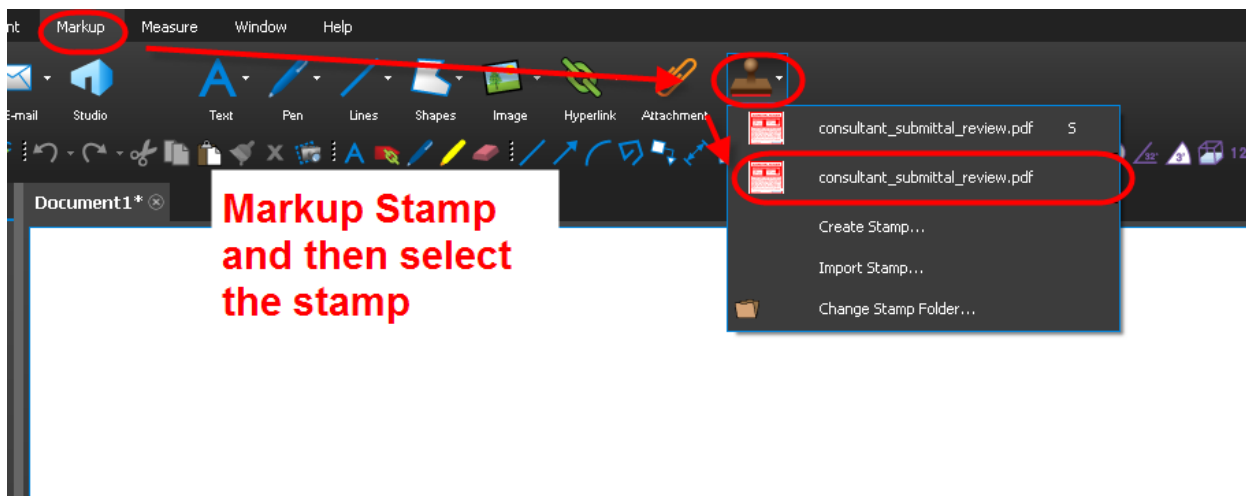 nt Markup Measure Window Help
E-mail Studio Text Pen Lines Shapes Image Hyperlink Attachment
consultant_submittal_review.pdf S
consultant_submittal_review.pdf
Create Stamp...
Import Stamp...
Change Stamp Folder...
Document1*
Markup Stamp
and then select
the stamp